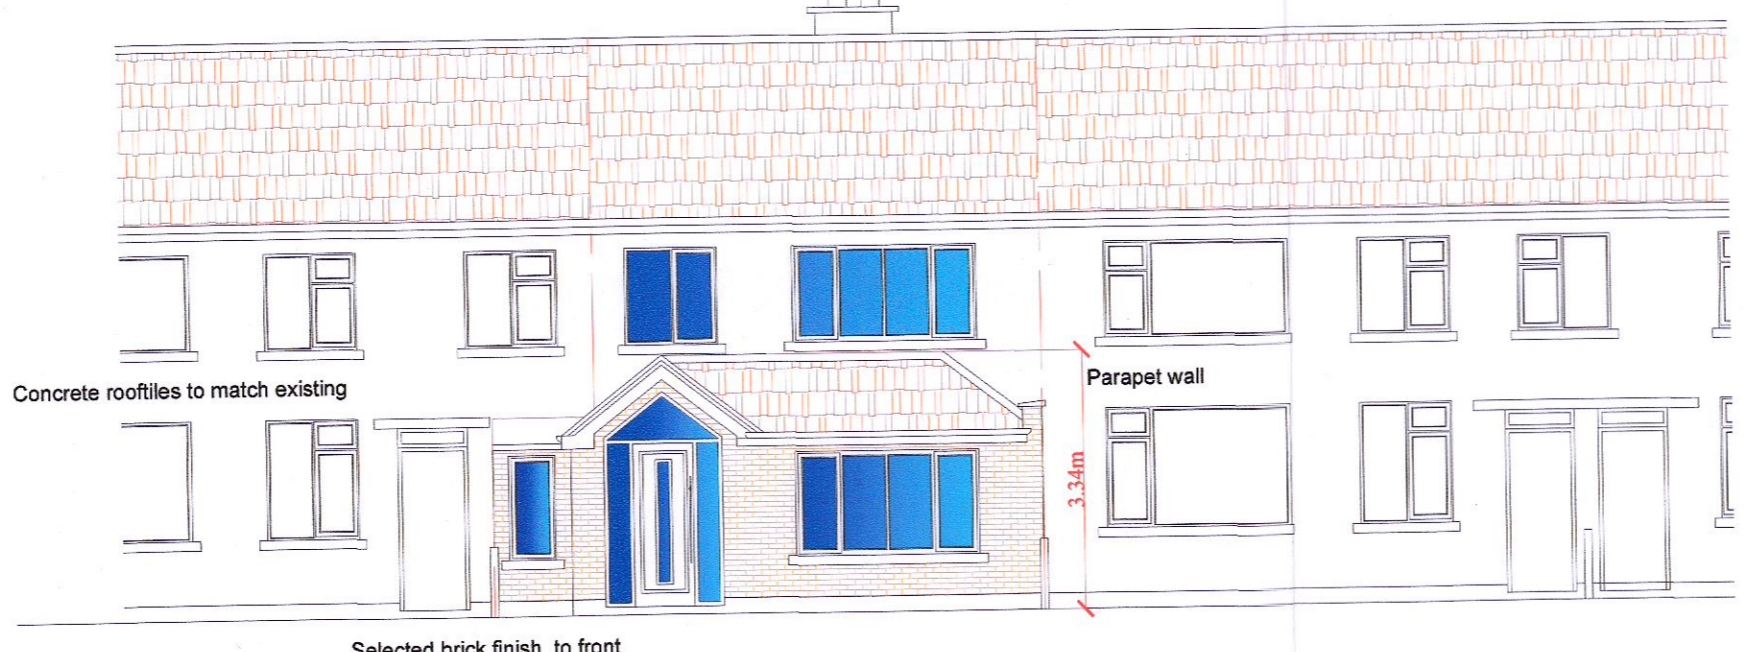 Concrete rooftiles to match existing
Parapet wall
3.34m
Selected brick finish to front